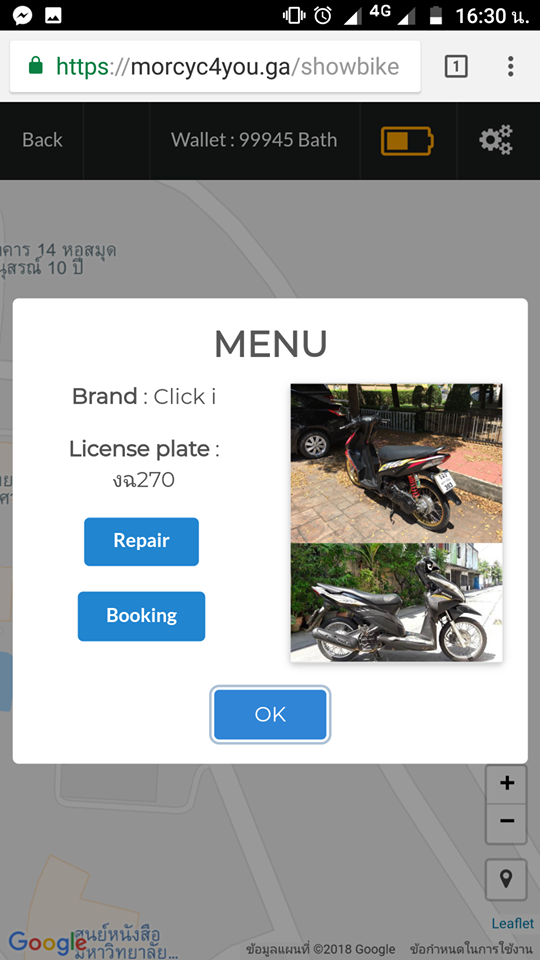 4G 16:30 น.
https://morcyc4you.ga/showbike 1
Back Wallet : 99945 Bath
าคาร 14 หอสมุด
นุสรณ์ 10 ปี
MENU
Brand : Click i
License plate :
งฉ270
Repair
Booking
OK
+
−
Leaflet
Google
ศูนย์หนังสือ
มหาวิทยาลัย...
ข้อมูลแผนที่ ©2018 Google ข้อกำหนดในการใช้งาน